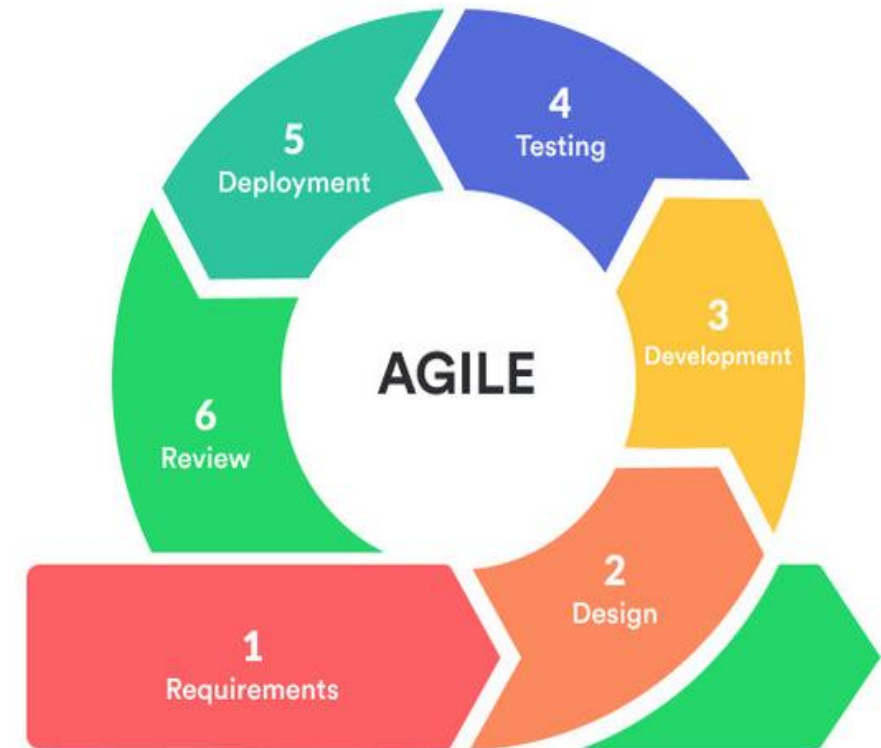 4
Testing
5
Deployment
3
Development
AGILE
6
Review
2
Design
1
Requirements